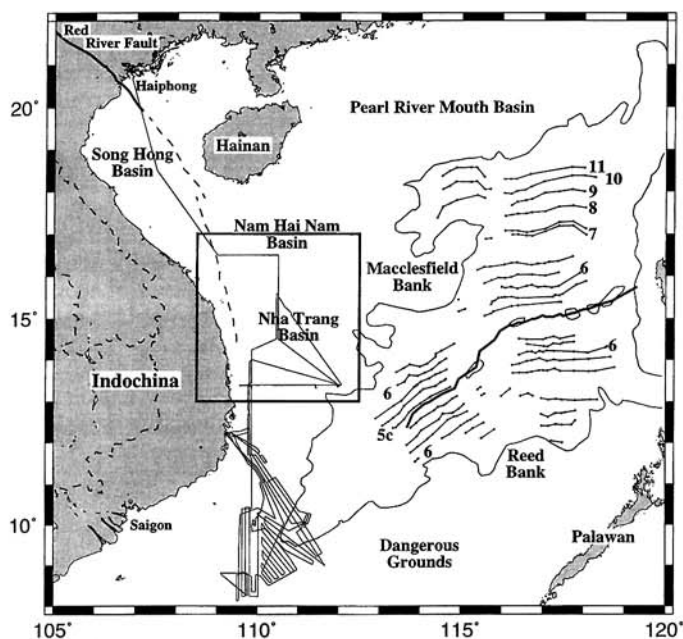 Red
River Fault
Haiphong
20°
Pearl River Mouth Basin
Hainan
Song Hong
Basin
11
10
9
8
7
Nam Hai Nam
Basin
Macclesfield
Bank
6
15°
Nha Trang
Basin
Indochina
6
6
5c
6
Reed
Bank
Saigon
10°
Dangerous
Grounds
Palawan
105°
110°
115°
120°